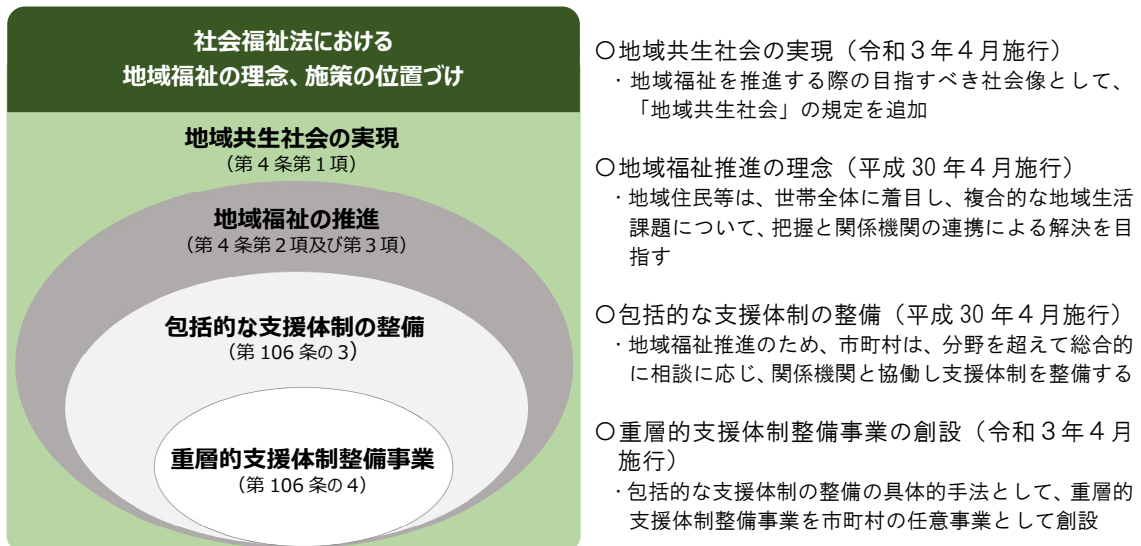 社会福祉法における
地域福祉の理念、施策の位置づけ
地域共生社会の実現
（第４条第１項）
地域福祉の推進
（第４条第２項及び第３項）
包括的な支援体制の整備
（第 106 条の３）
重層的支援体制整備事業
（第 106 条の４）
〇地域共生社会の実現（令和３年４月施行）
・地域福祉を推進する際の目指すべき社会像として、
「地域共生社会」の規定を追加
〇地域福祉推進の理念（平成 30 年４月施行）
・地域住民等は、世帯全体に着目し、複合的な地域生活
課題について、把握と関係機関の連携による解決を目
指す
〇包括的な支援体制の整備（平成 30 年４月施行）
・地域福祉推進のため、市町村は、分野を超えて総合的
に相談に応じ、関係機関と協働し支援体制を整備する
〇重層的支援体制整備事業の創設（令和３年４月
施行）
・包括的な支援体制の整備の具体的手法として、重層的
支援体制整備事業を市町村の任意事業として創設